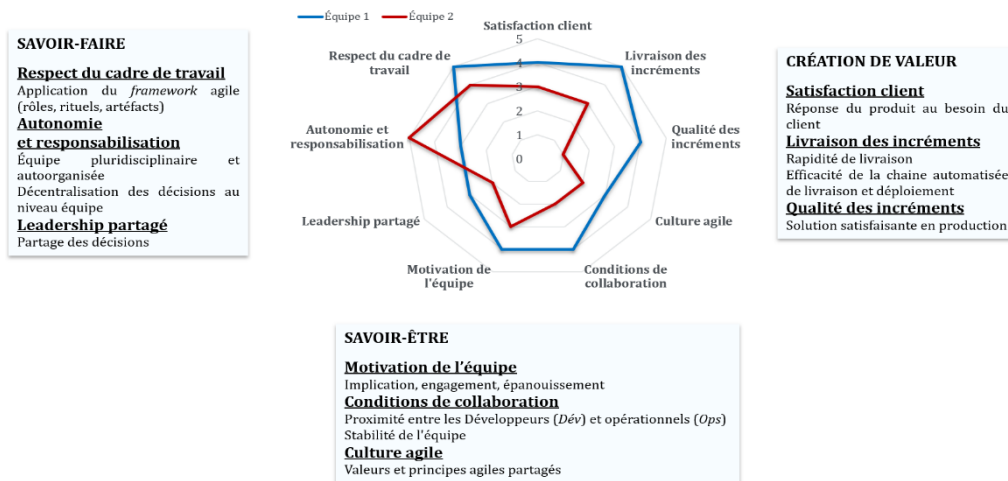 Équipe 1
Équipe 2
Satisfaction client
Livraison des
incréments
Qualité des
incréments
Culture agile
Conditions de
collaboration
Motivation de
l'équipe
Leadership partagé
Autonomie et
responsabilisation
Respect du cadre de
travail
5
4
3
2
1
0
SAVOIR-FAIRE
Respect du cadre de travail
Application du framework agile
(rôles, rituels, artéfacts)
Autonomie
et responsabilisation
Équipe pluridisciplinaire et
autoorganisée
Décentralisation des décisions au
niveau équipe
Leadership partagé
Partage des décisions
CRÉATION DE VALEUR
Satisfaction client
Réponse du produit au besoin du
client
Livraison des incréments
Rapidité de livraison
Efficacité de la chaine automatisée
de livraison et déploiement
Qualité des incréments
Solution satisfaisante en production
SAVOIR-ÊTRE
Motivation de l'équipe
Implication, engagement, épanouissement
Conditions de collaboration
Proximité entre les Développeurs (Dév) et opérationnels (Ops)
Stabilité de l'équipe
Culture agile
Valeurs et principes agiles partagés